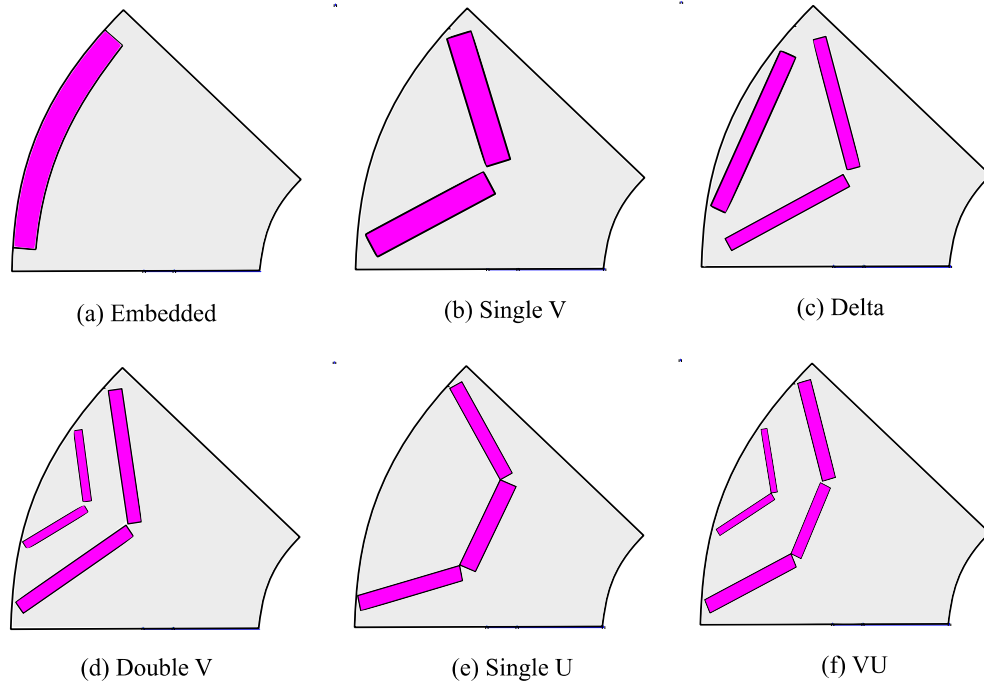 (a) Embedded
(b) Single V
(c) Delta
(d) Double V
(e) Single U
(f) VU